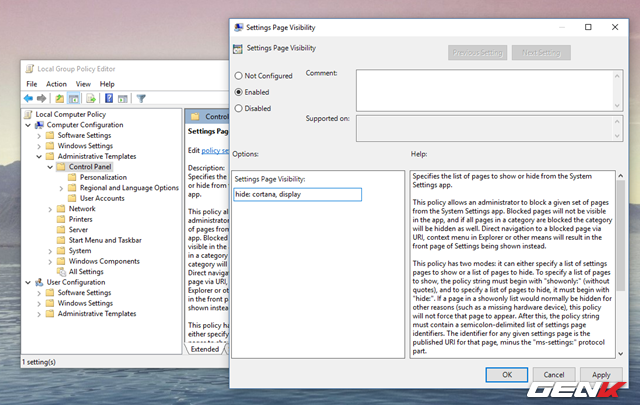 Local Group Policy Editor
File Action View Help
Local Computer Policy
Computer Configuration
Software Settings
Windows Settings
Administrative Templates
Control Panel
Personalization
Regional and Language Options
User Accounts
Network
Printers
Server
Start Menu and Taskbar
System
Windows Components
All Settings
User Configuration
Software Settings
Windows Settings
Administrative Templates
1 setting(s)
Contro
Settings Pag
Edit policy se
Description:
Specifies the
or hide from
app.
This policy al
administrator
of pages from
app. Blocked
visible in the
in a category
category will
Direct navigat
page via URI,
Explorer or ot
in the front p
shown instead
This policy ha
either specify
Extended
Settings Page Visibility
Settings Page Visibility
Previous Setting
Next Setting
Not Configured
Enabled
Disabled
Comment:
Supported on:
Options:
Help:
Settings Page Visibility:
hide: cortana, display
Specifies the list of pages to show or hide from the System
Settings app.
This policy allows an administrator to block a given set of pages
from the System Settings app. Blocked pages will not be visible
in the app, and if all pages in a category are blocked the category
will be hidden as well. Direct navigation to a blocked page via
URI, context menu in Explorer or other means will result in the
front page of Settings being shown instead.
This policy has two modes: it can either specify a list of settings
pages to show or a list of pages to hide. To specify a list of pages
to show, the policy string must begin with "showonly:" (without
quotes), and to specify a list of pages to hide, it must begin with
"hide:". If a page in a showonly list would normally be hidden for
other reasons (such as a missing hardware device), this policy
will not force that page to appear. After this, the policy string
must contain a semicolon-delimited list of settings page
identifiers. The identifier for any given settings page is the
published URI for that page, minus the "ms-settings:" protocol
part.
OK
Cancel
Apply
GENK